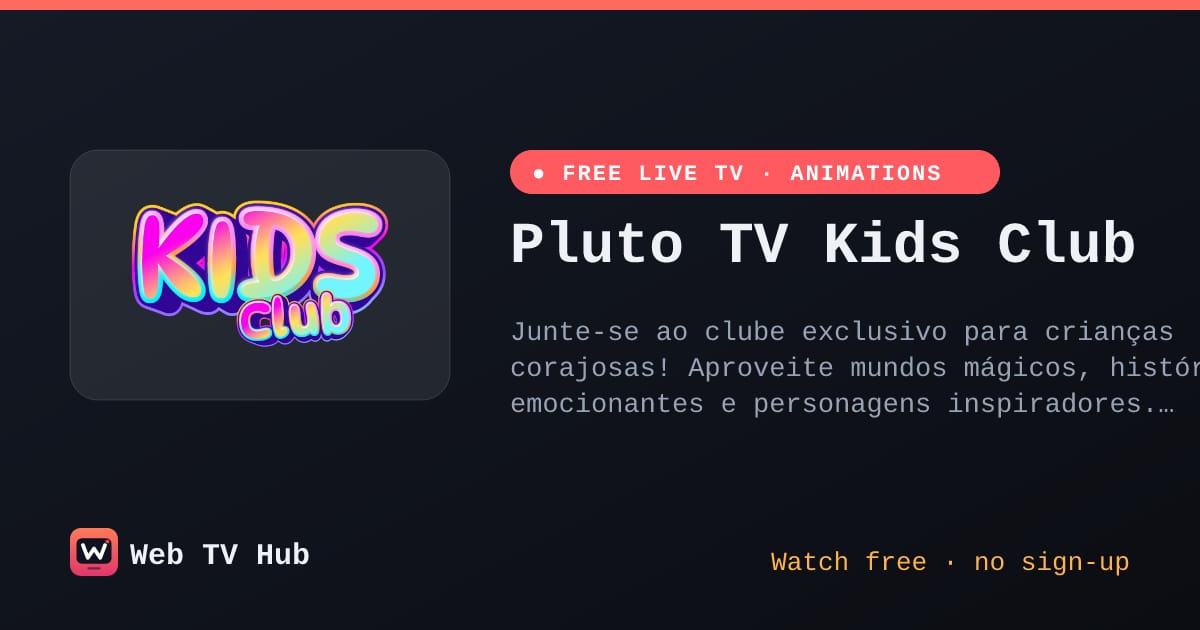 KIDS
Club
• FREE LIVE TV · ANIMATIONS
Pluto TV Kids Club
Junte-se ao clube exclusivo para crianças
corajosas! Aproveite mundos mágicos,
emocionantes e personagens inspiradores.…
W
Web TV Hub
Watch free · no sign-up